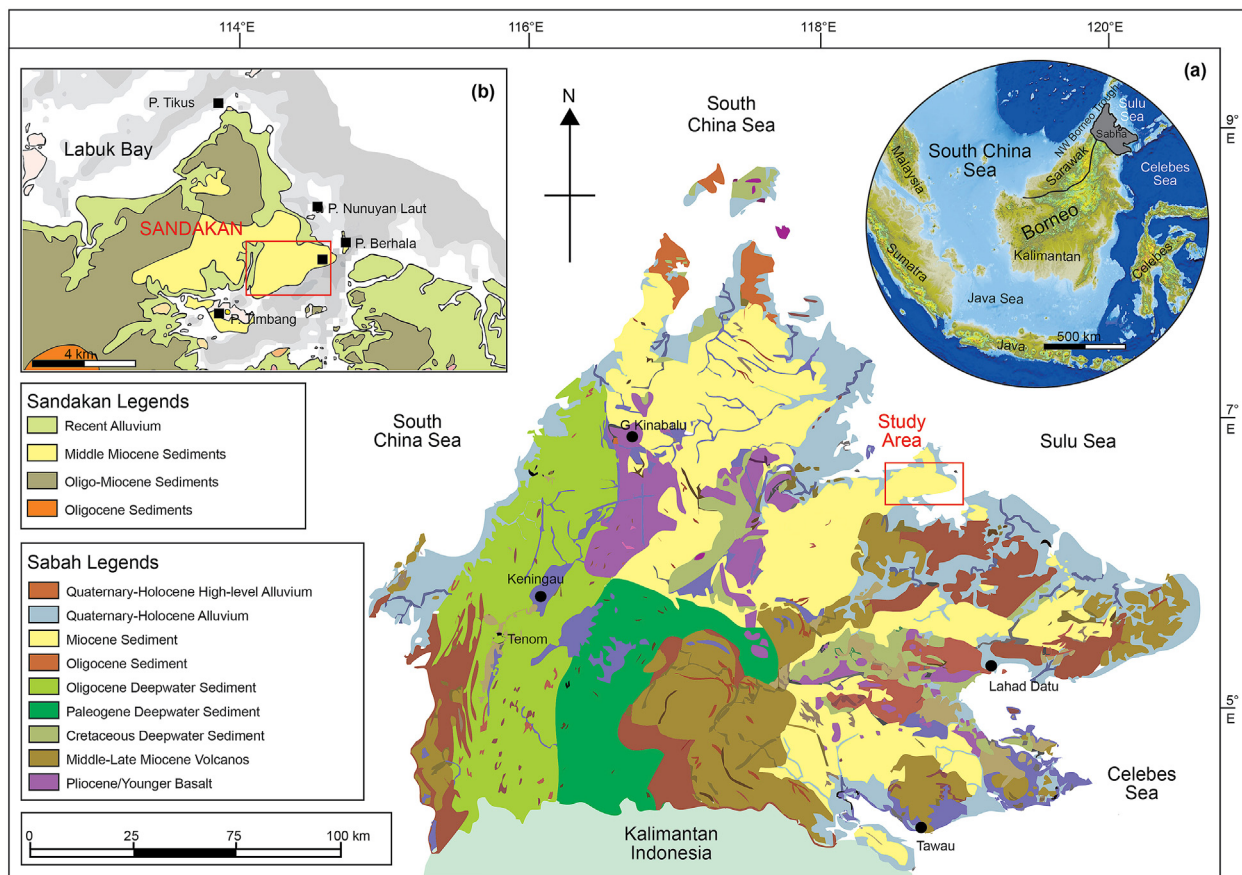 114°E
116°E
118°E
120°E
(b)
P. Tikus
Labuk Bay
P. Nunuyan Laut
SANDAKAN
P. Berhala
P. Timbang
4 km
N
South
China Sea
(a)
NW Borneo Trough
Sulu
Sea
Sabha
South China
Sea
Malaysia
Sarawak
Celebes
Sea
Borneo
Kalimantan
Sumatra
Celebes
Java Sea
Java
500 km
9°
E
7°
E
5°
E
Sandakan Legends
Recent Alluvium
Middle Miocene Sediments
Oligo-Miocene Sediments
Oligocene Sediments
South
China Sea
G Kinabalu
Study
Area
Sulu Sea
Sabah Legends
Quaternary-Holocene High-level Alluvium
Quaternary-Holocene Alluvium
Miocene Sediment
Oligocene Sediment
Oligocene Deepwater Sediment
Paleogene Deepwater Sediment
Cretaceous Deepwater Sediment
Middle-Late Miocene Volcanos
Pliocene/Younger Basalt
Keningau
Tenom
Lahad Datu
Celebes
Sea
Tawau
Kalimantan
Indonesia
0 25 75 100 km